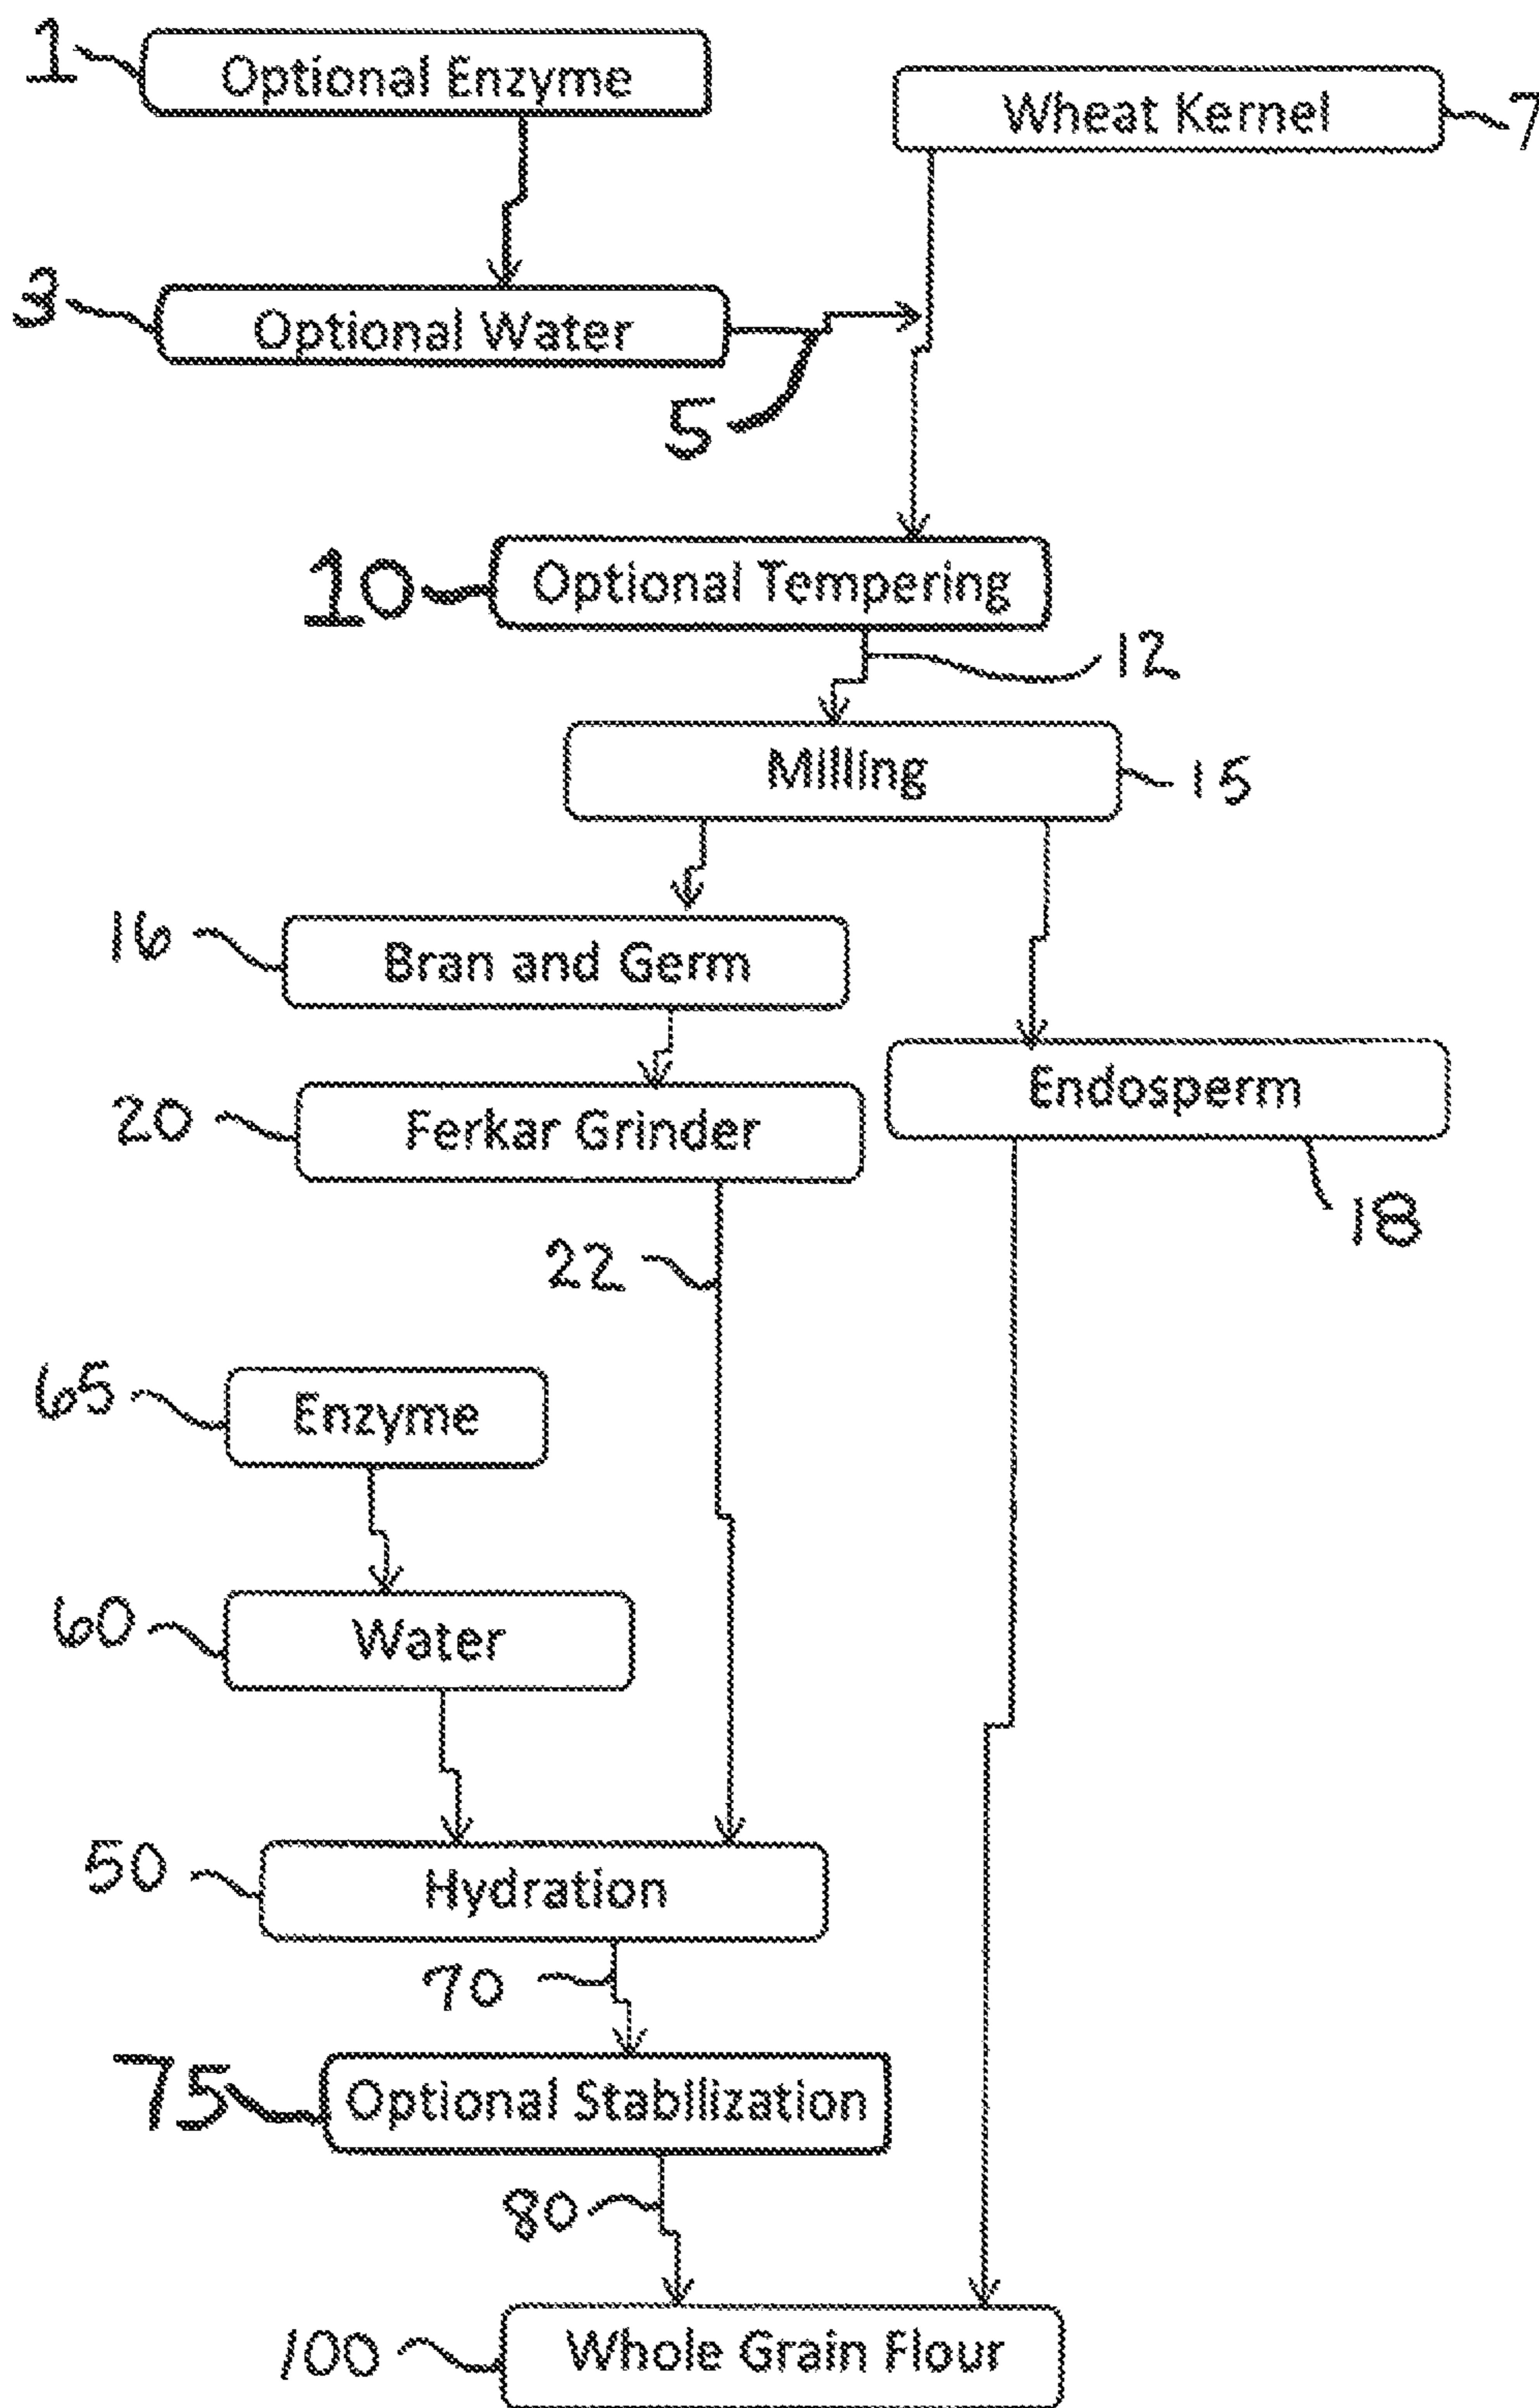 1
Optional Enzyme
Wheat Kernel
7
3
Optional Water
5
10
Optional Tempering
12
Milling
15
16
Bran and Germ
20
Ferkar Grinder
Endosperm
18
22
65
Enzyme
60
Water
50
Hydration
70
75
Optional Stabilization
80
100
Whole Grain Flour